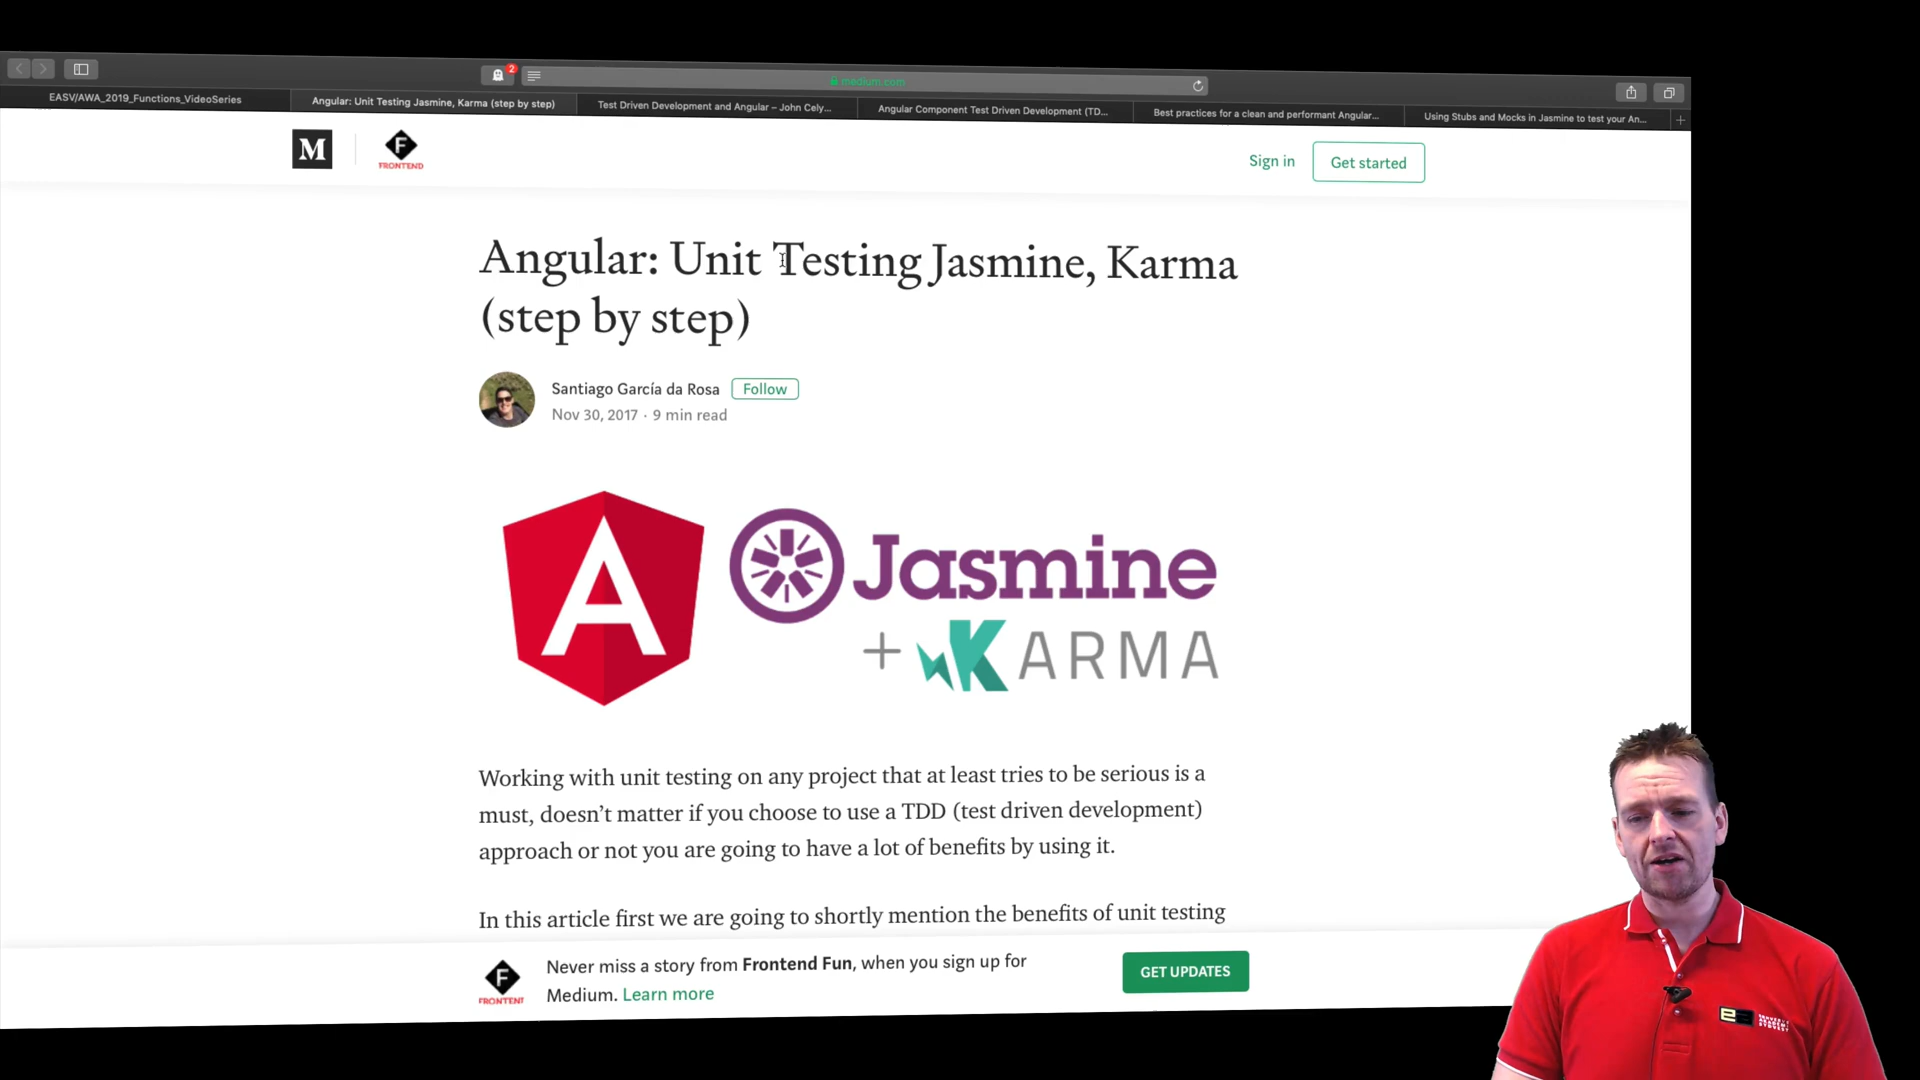 2
medium.com
EASV/AWA_2019_Functions_VideoSeries
Angular: Unit Testing Jasmine, Karma (step by step)
Test Driven Development and Angular – John Cely...
Angular Component Test Driven Development (TD...
Best practices for a clean and performant Angular...
Using Stubs and Mocks in Jasmine to test your An...
M
F
FRONTEND
Sign in
Get started
Angular: Unit Testing Jasmine, Karma
(step by step)
Santiago García da Rosa
Follow
Nov 30, 2017 · 9 min read
A
Jasmine
+ KARMA
Working with unit testing on any project that at least tries to be serious is a
must, doesn’t matter if you choose to use a TDD (test driven development)
approach or not you are going to have a lot of benefits by using it.
In this article first we are going to shortly mention the benefits of unit testing
F
FRONTEND
Never miss a story from Frontend Fun, when you sign up for
Medium. Learn more
GET UPDATES